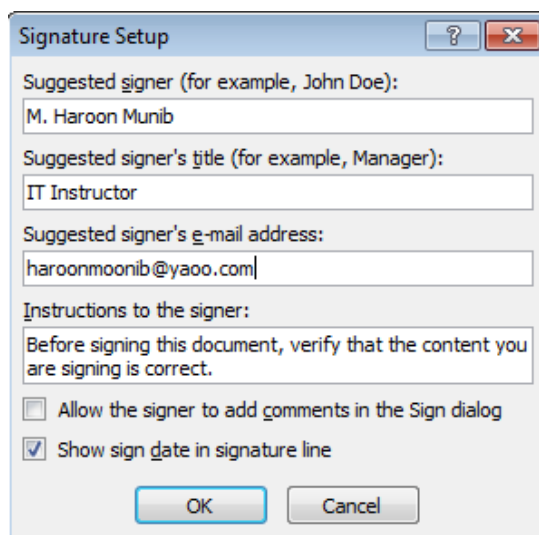 Signature Setup
Suggested signer (for example, John Doe):
M. Haroon Munib
Suggested signer's title (for example, Manager):
IT Instructor
Suggested signer's e-mail address:
haroonmoonib@yaoo.com
Instructions to the signer:
Before signing this document, verify that the content you
are signing is correct.
Allow the signer to add comments in the Sign dialog
Show sign date in signature line
OK Cancel